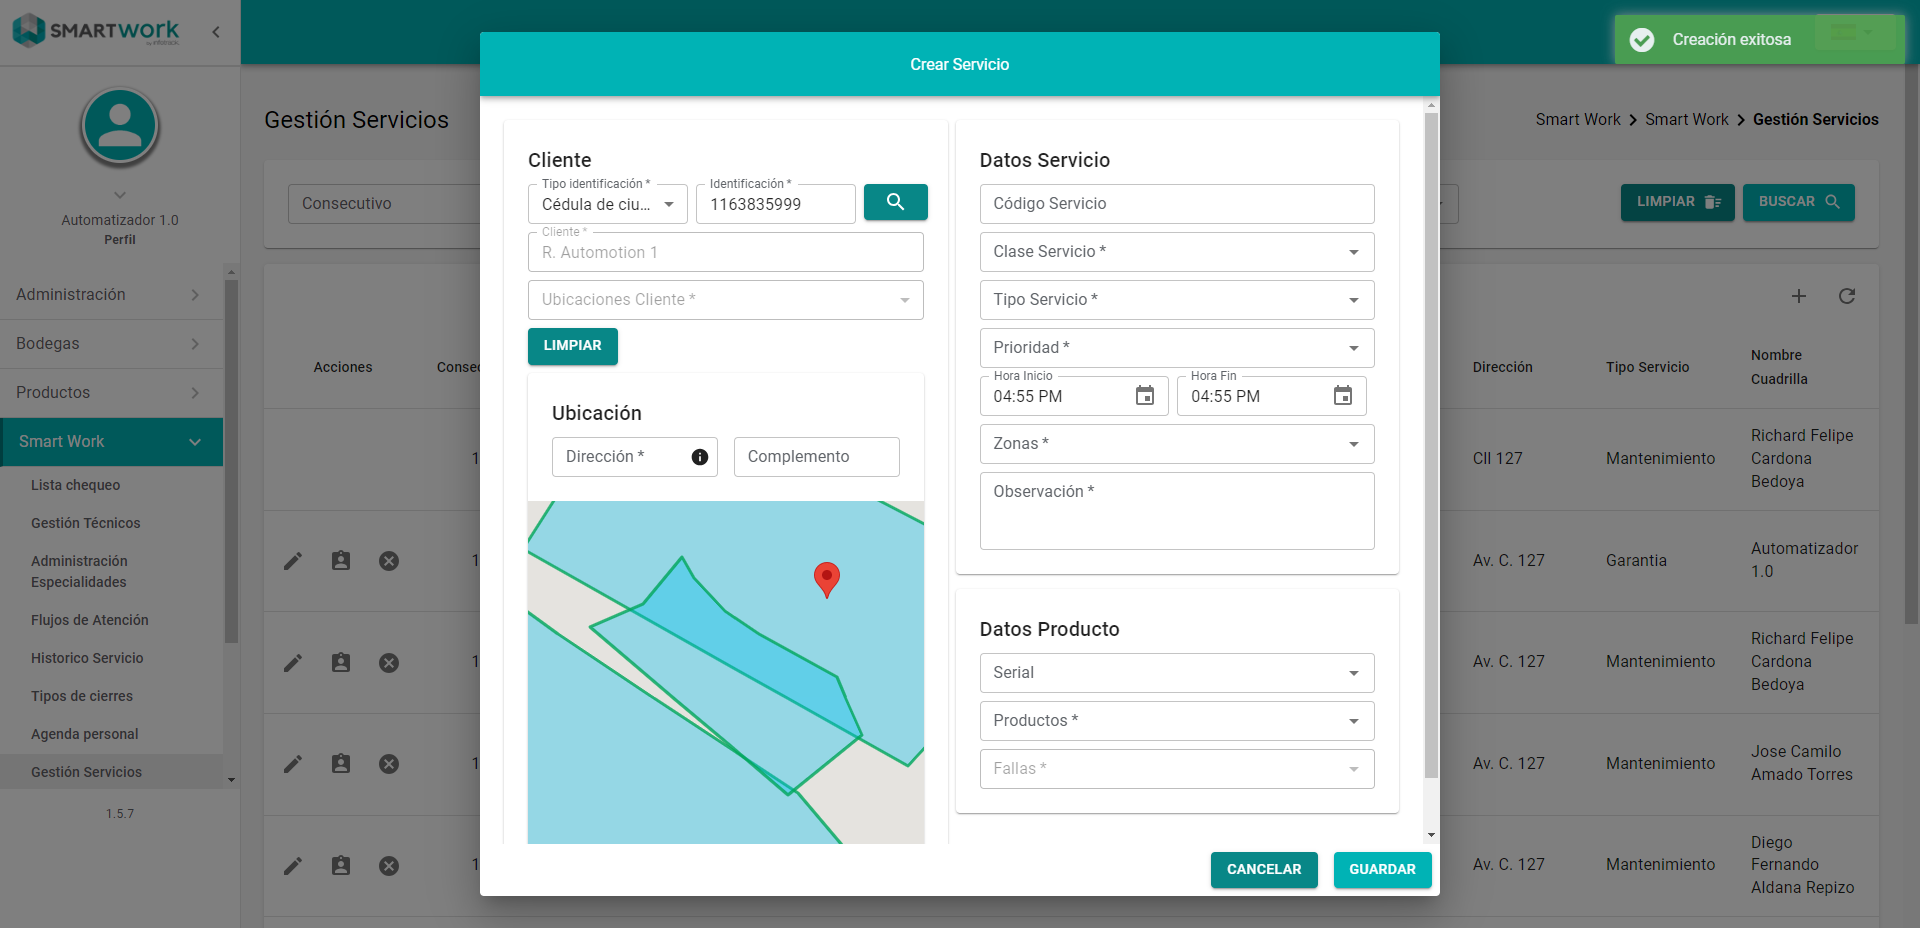 SMARTWORK
by infotrack
Creación exitosa
Crear Servicio
Automatizador 1.0
Perfil
Administración
Bodegas
Productos
Smart Work
Lista chequeo
Gestión Técnicos
Administración
Especialidades
Flujos de Atención
Historico Servicio
Tipos de cierres
Agenda personal
Gestión Servicios
1.5.7
Gestión Servicios
Smart Work
Smart Work
Gestión Servicios
Consecutivo
LIMPIAR
BUSCAR
Acciones
Dirección
Tipo Servicio
Nombre
Cuadrilla
Cll 127
Mantenimiento
Richard Felipe
Cardona
Bedoya
Av. C. 127
Garantia
Automatizador
1.0
Av. C. 127
Mantenimiento
Richard Felipe
Cardona
Bedoya
Av. C. 127
Mantenimiento
Jose Camilo
Amado Torres
Av. C. 127
Mantenimiento
Diego
Fernando
Aldana Repizo
Cliente
Tipo identificación *
Cédula de ciu...
Identificación *
1163835999
Cliente *
R. Automotion 1
Ubicaciones Cliente *
LIMPIAR
Ubicación
Dirección *
Complemento
Datos Servicio
Código Servicio
Clase Servicio *
Tipo Servicio *
Prioridad *
Hora Inicio
04:55 PM
Hora Fin
04:55 PM
Zonas *
Observación *
Datos Producto
Serial
Productos *
Fallas *
CANCELAR
GUARDAR